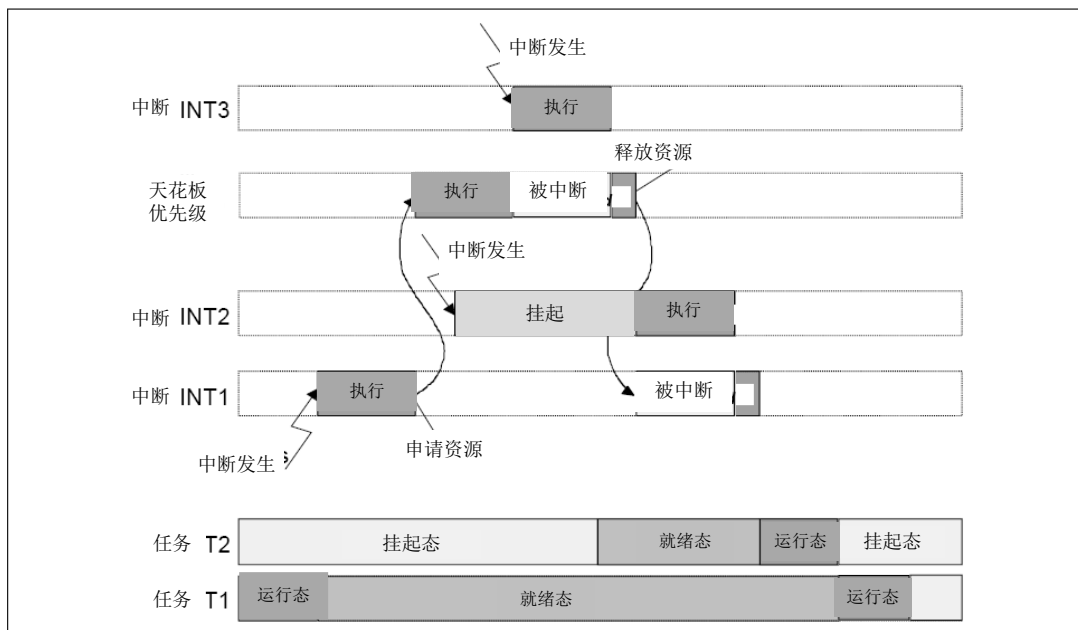 中断发生
中断 INT3
执行
释放资源
天花板
优先级
执行
被中断
中断发生
中断 INT2
挂起
执行
中断 INT1
执行
被中断
申请资源
中断发生 s
任务 T2
挂起态
就绪态
运行态
挂起态
任务 T1
运行态
就绪态
运行态